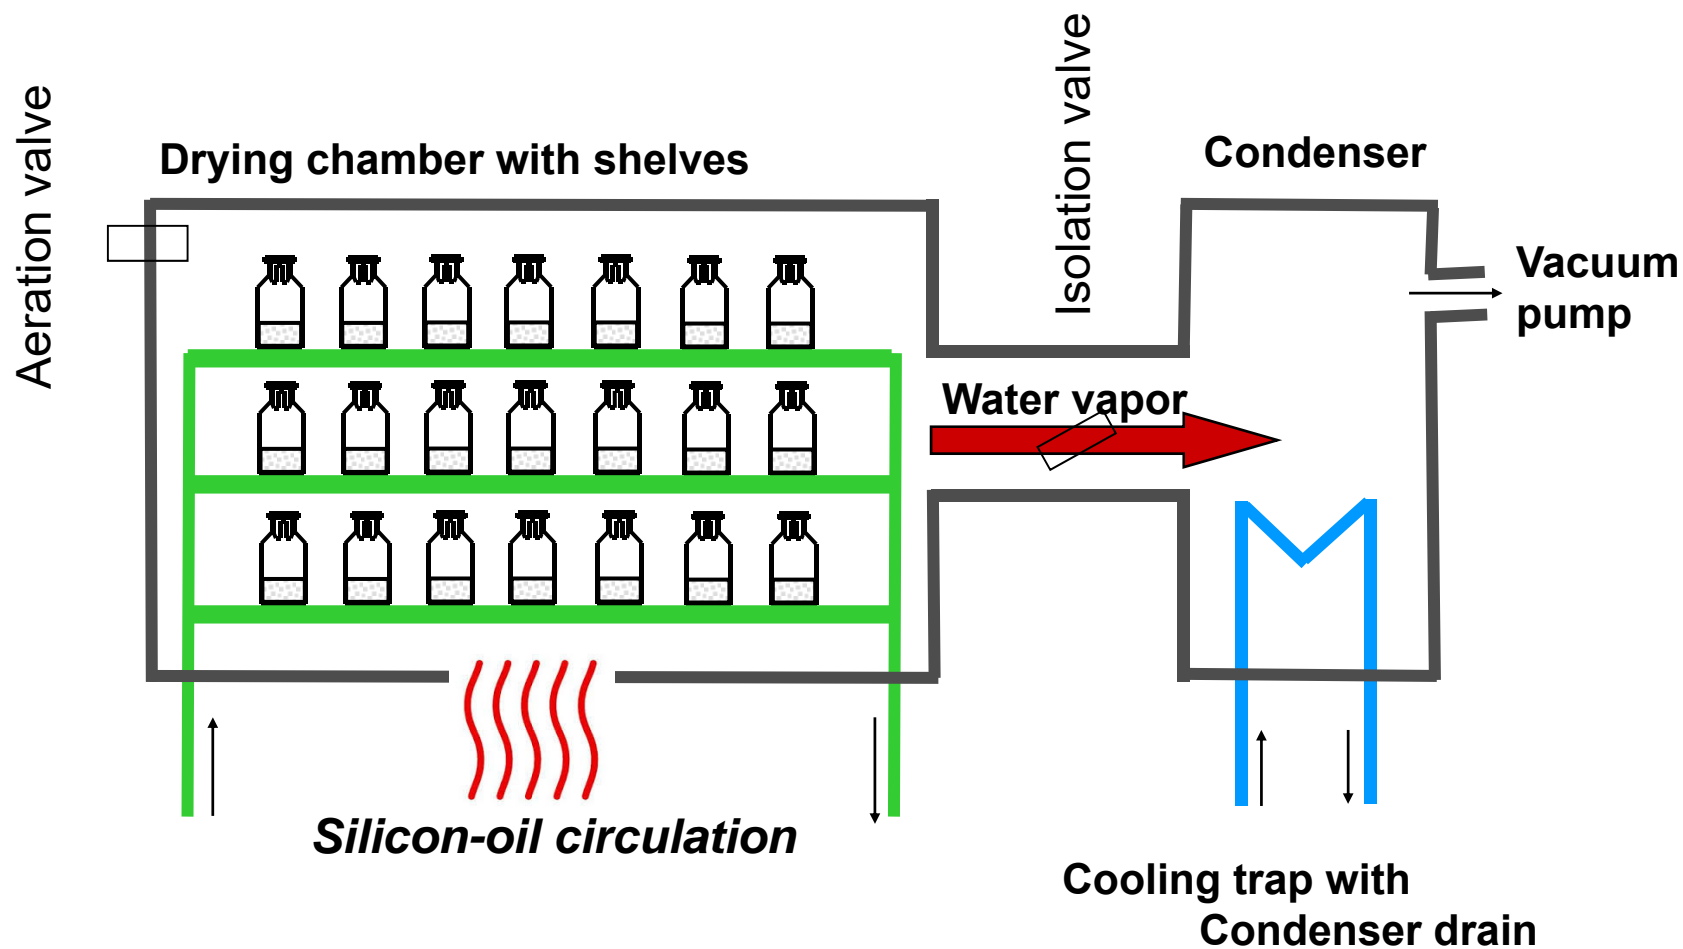 Aeration valve
Drying chamber with shelves
Isolation valve
Condenser
Vacuum
pump
Water vapor
Silicon-oil circulation
Cooling trap with
Condenser drain